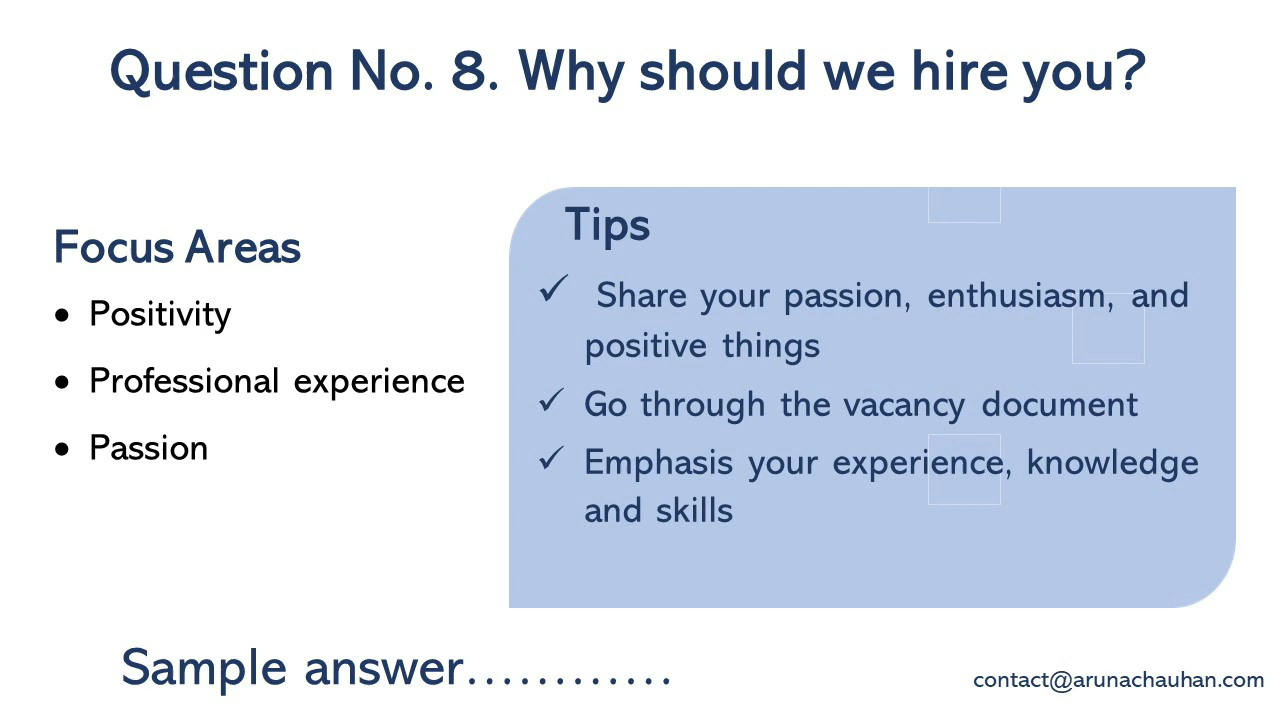 Question No. 8. Why should we hire you?
Focus Areas
• Positivity
• Professional experience
• Passion
Tips
✓ Share your passion, enthusiasm, and
positive things
✓ Go through the vacancy document
✓ Emphasis your experience, knowledge
and skills
Sample answer............
contact@arunachauhan.com